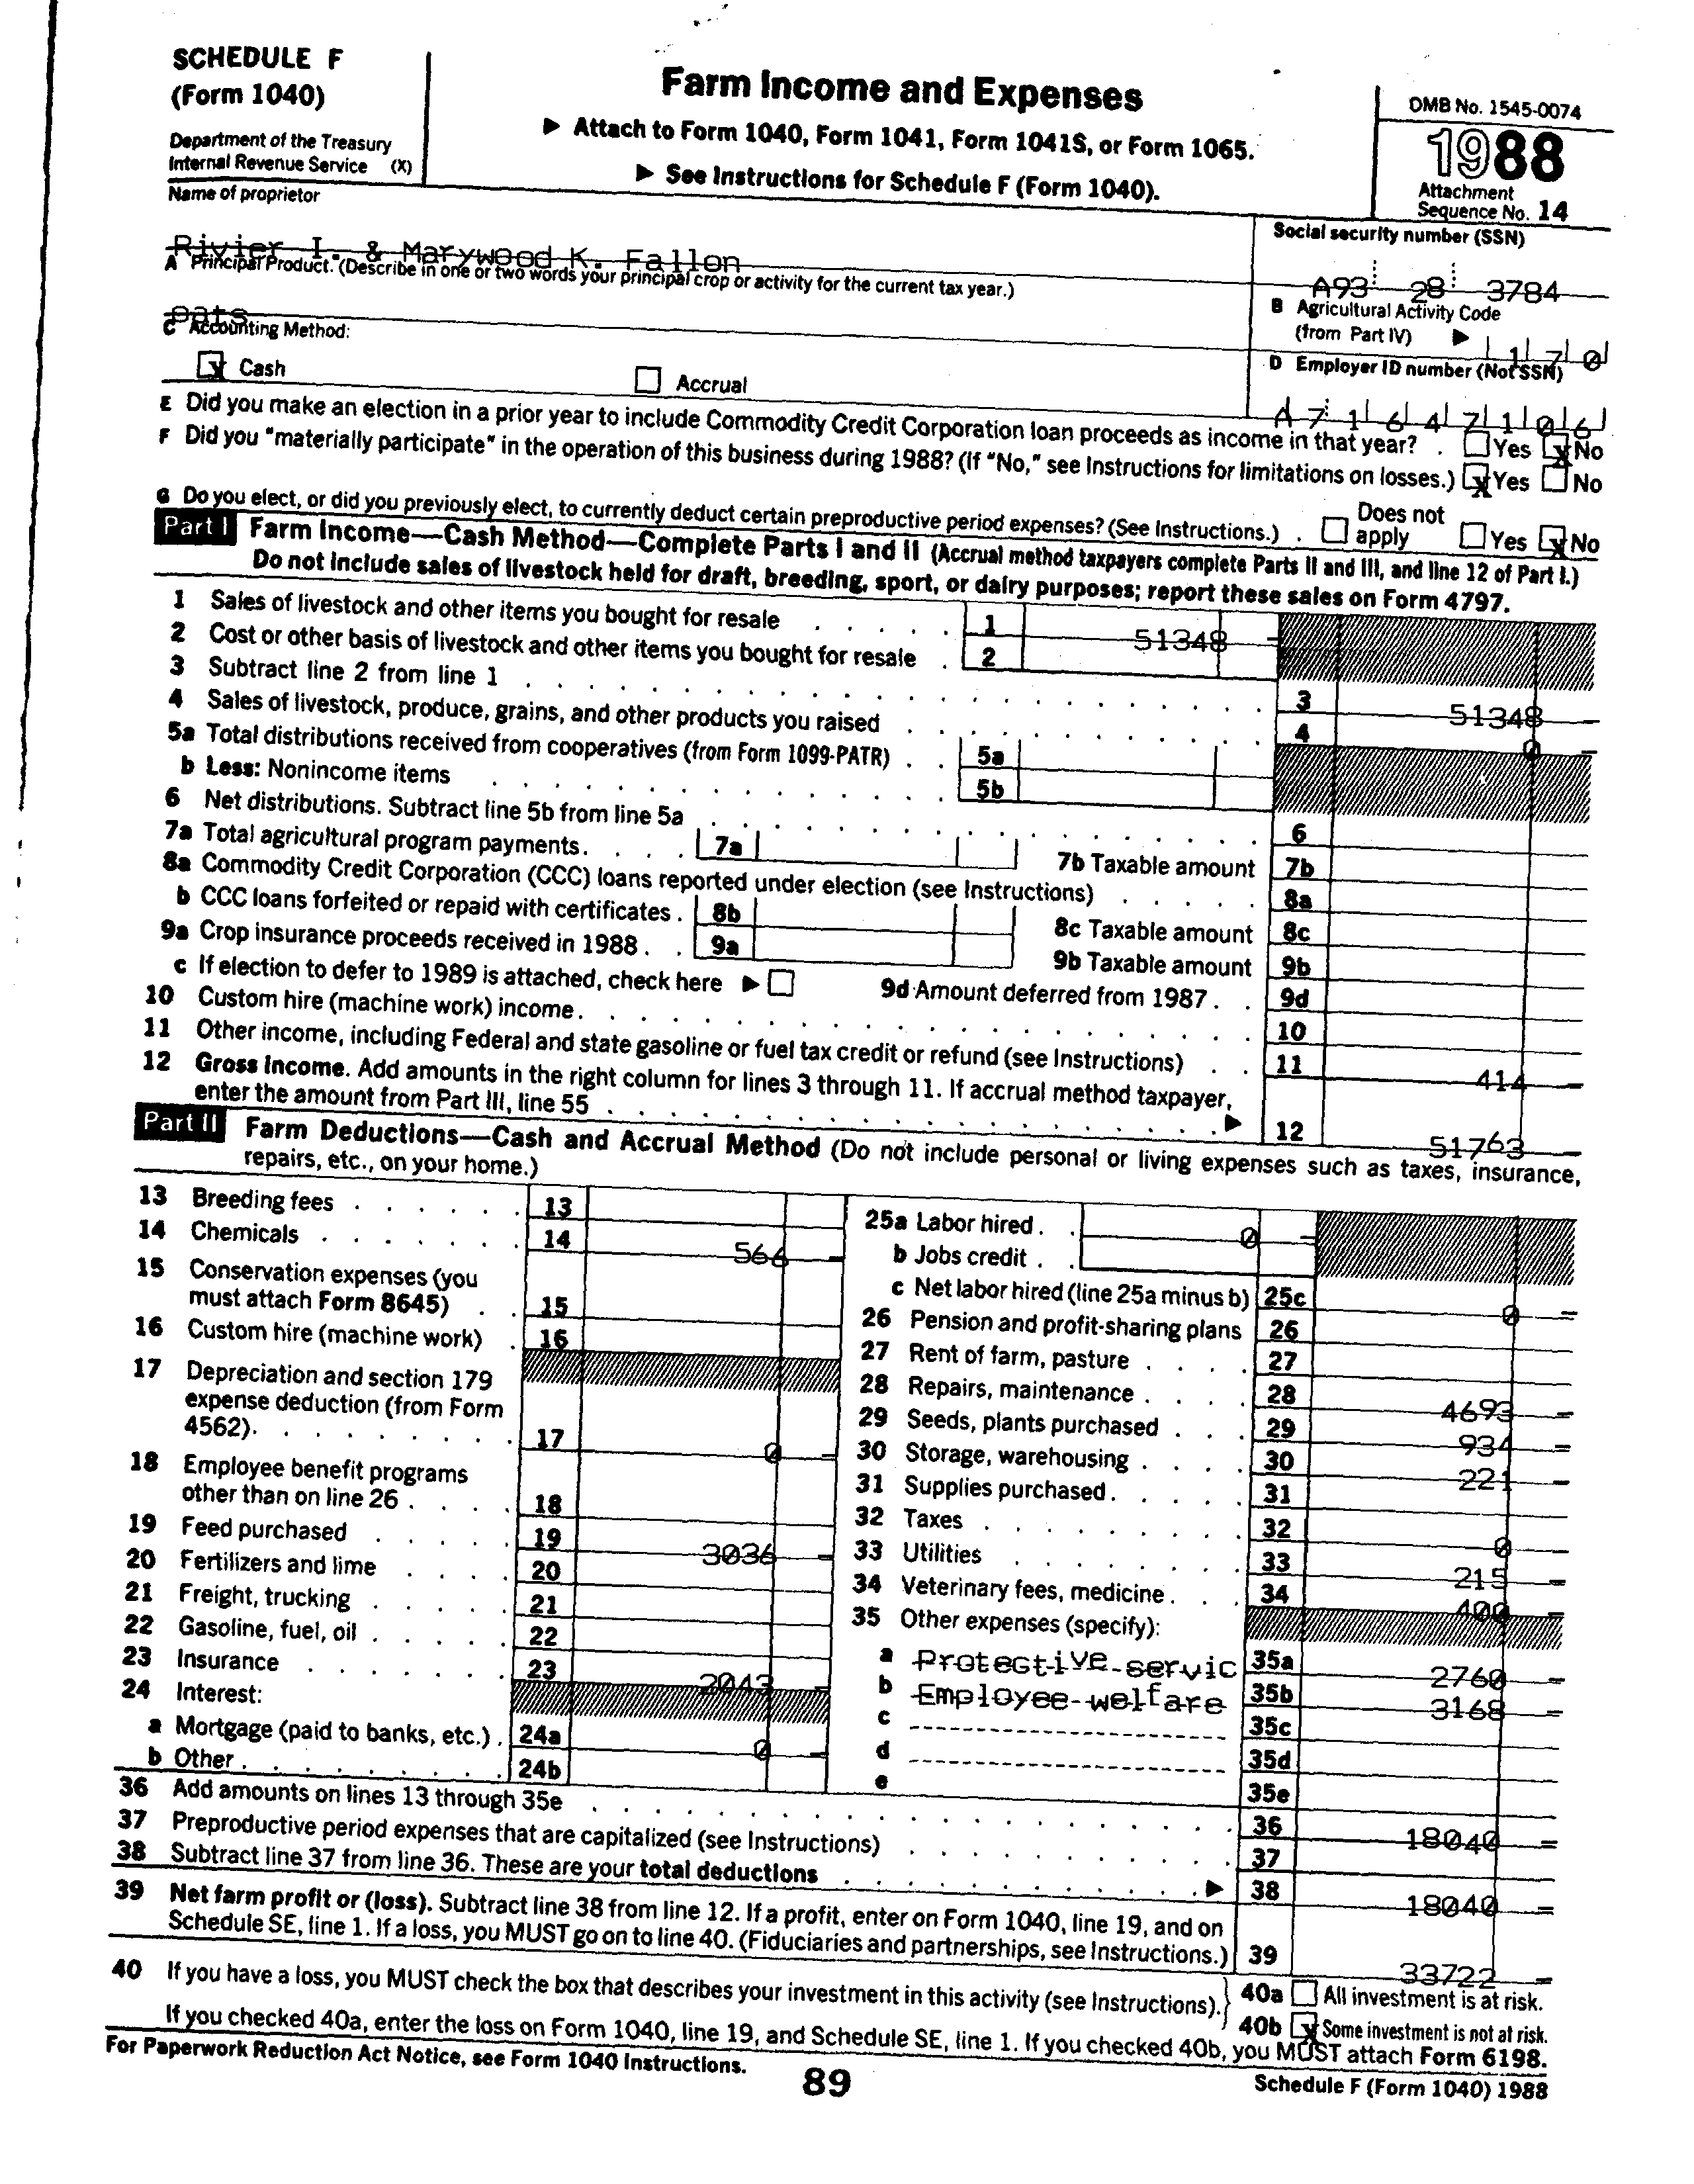 SCHEDULE F
(Form 1040)
Department of the Treasury
Internal Revenue Service (X)
Farm Income and Expenses
▶ Attach to Form 1040, Form 1041, Form 1041S, or Form 1065.
▶ See Instructions for Schedule F (Form 1040).
OMB No. 1545-0074
1988
Attachment
Sequence No. 14
Name of proprietor
Social security number (SSN)
Rivier I. & Marywood K. Fallon
A93 28 3784
A Principal Product. (Describe in one or two words your principal crop or activity for the current tax year.)
B Agricultural Activity Code
(from Part IV) ▶ 1 7 0
oats
C Accounting Method:
D Employer ID number (Not SSN)
x Cash Accrual
A 7 1 6 4 7 1 0 6
E Did you make an election in a prior year to include Commodity Credit Corporation loan proceeds as income in that year? . Yes x No
F Did you "materially participate" in the operation of this business during 1988? (If "No," see Instructions for limitations on losses.) x Yes No
G Do you elect, or did you previously elect, to currently deduct certain preproductive period expenses? (See Instructions.) . Does not apply Yes x No
Part I Farm Income—Cash Method—Complete Parts I and II (Accrual method taxpayers complete Parts II and III, and line 12 of Part I.)
Do not include sales of livestock held for draft, breeding, sport, or dairy purposes; report these sales on Form 4797.
1 Sales of livestock and other items you bought for resale . . . . . 1 51348 –
2 Cost or other basis of livestock and other items you bought for resale . 2
3 Subtract line 2 from line 1 . . . . . 3 51348 –
4 Sales of livestock, produce, grains, and other products you raised . . . . . 4 0 –
5a Total distributions received from cooperatives (from Form 1099-PATR) . . 5a
b Less: Nonincome items . . . . . 5b
6 Net distributions. Subtract line 5b from line 5a . . . . . 6
7a Total agricultural program payments. . . . . 7a 7b Taxable amount 7b
8a Commodity Credit Corporation (CCC) loans reported under election (see Instructions) . . . . . 8a
b CCC loans forfeited or repaid with certificates . 8b 8c Taxable amount 8c
9a Crop insurance proceeds received in 1988 . . 9a 9b Taxable amount 9b
c If election to defer to 1989 is attached, check here ▶ 9d Amount deferred from 1987 . . 9d
10 Custom hire (machine work) income . . . . . 10
11 Other income, including Federal and state gasoline or fuel tax credit or refund (see Instructions) . . 11 414 –
12 Gross Income. Add amounts in the right column for lines 3 through 11. If accrual method taxpayer,
enter the amount from Part III, line 55 . . . . . ▶ 12 51763 –
Part II Farm Deductions—Cash and Accrual Method (Do not include personal or living expenses such as taxes, insurance,
repairs, etc., on your home.)
13 Breeding fees . . . . . . 13
14 Chemicals . . . . . . . 14 566 –
15 Conservation expenses (you
must attach Form 8645) . . 15
16 Custom hire (machine work) . 16
17 Depreciation and section 179
expense deduction (from Form
4562). . . . . . . . . 17 0 –
18 Employee benefit programs
other than on line 26 . . . . 18
19 Feed purchased . . . . . 19 3036 –
20 Fertilizers and lime . . . . 20
21 Freight, trucking . . . . . 21
22 Gasoline, fuel, oil . . . . . 22
23 Insurance . . . . . . . 23 2043 –
24 Interest:
a Mortgage (paid to banks, etc.) . 24a 0 –
b Other . . . . . . . . . 24b
25a Labor hired . . 0 –
b Jobs credit . .
c Net labor hired (line 25a minus b) 25c 0 –
26 Pension and profit-sharing plans 26
27 Rent of farm, pasture . . . . 27
28 Repairs, maintenance . . . . 28 4693 –
29 Seeds, plants purchased . . . 29 934 –
30 Storage, warehousing . . . . 30 221 –
31 Supplies purchased . . . . . 31
32 Taxes . . . . . . . . 32 0 –
33 Utilities . . . . . . . 33 215 –
34 Veterinary fees, medicine . . . 34 400 –
35 Other expenses (specify):
a Protective servic 35a 2760 –
b Employee welfare 35b 3168 –
c 35c
d 35d
e 35e
36 Add amounts on lines 13 through 35e . . . . . 36 18040 –
37 Preproductive period expenses that are capitalized (see Instructions) . . . . . 37
38 Subtract line 37 from line 36. These are your total deductions . . . . . ▶ 38 18040 –
39 Net farm profit or (loss). Subtract line 38 from line 12. If a profit, enter on Form 1040, line 19, and on
Schedule SE, line 1. If a loss, you MUST go on to line 40. (Fiduciaries and partnerships, see Instructions.) 39 33722 –
40 If you have a loss, you MUST check the box that describes your investment in this activity (see Instructions). 40a All investment is at risk.
40b x Some investment is not at risk.
If you checked 40a, enter the loss on Form 1040, line 19, and Schedule SE, line 1. If you checked 40b, you MUST attach Form 6198.
For Paperwork Reduction Act Notice, see Form 1040 Instructions.
89
Schedule F (Form 1040) 1988